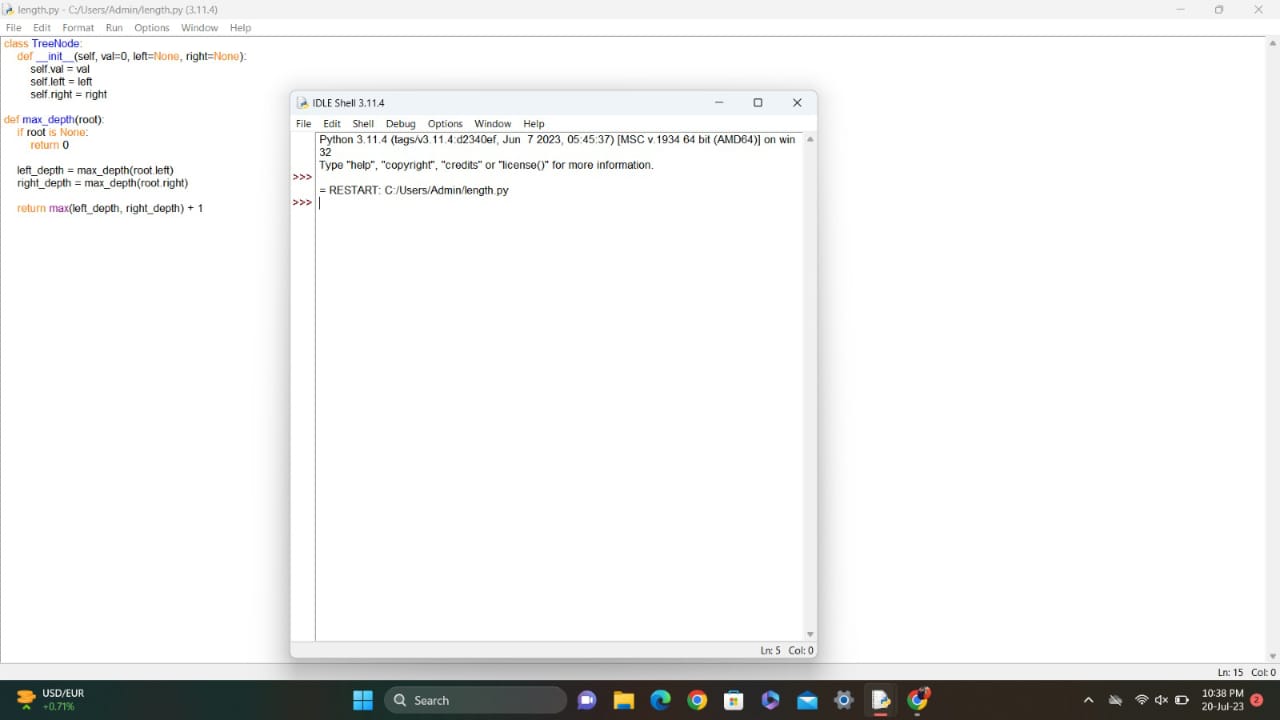 length.py - C:/Users/Admin/length.py (3.11.4)
File Edit Format Run Options Window Help
class TreeNode:
    def __init__(self, val=0, left=None, right=None):
        self.val = val
        self.left = left
        self.right = right
def max_depth(root):
    if root is None:
        return 0
    left_depth = max_depth(root.left)
    right_depth = max_depth(root.right)
    return max(left_depth, right_depth) + 1
IDLE Shell 3.11.4
File Edit Shell Debug Options Window Help
Python 3.11.4 (tags/v3.11.4:d2340ef, Jun  7 2023, 05:45:37) [MSC v.1934 64 bit (AMD64)] on win
32
Type "help", "copyright", "credits" or "license()" for more information.
>>>
= RESTART: C:/Users/Admin/length.py
>>>
Ln: 5 Col: 0
Ln: 15 Col: 0
USD/EUR
+0.71%
Search
10:38 PM
20-Jul-23
2